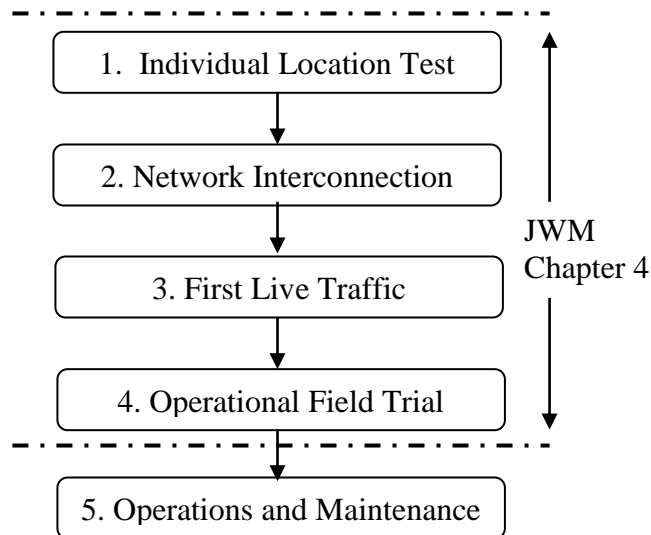 1. Individual Location Test
2. Network Interconnection
JWM
Chapter 4
3. First Live Traffic
4. Operational Field Trial
5. Operations and Maintenance